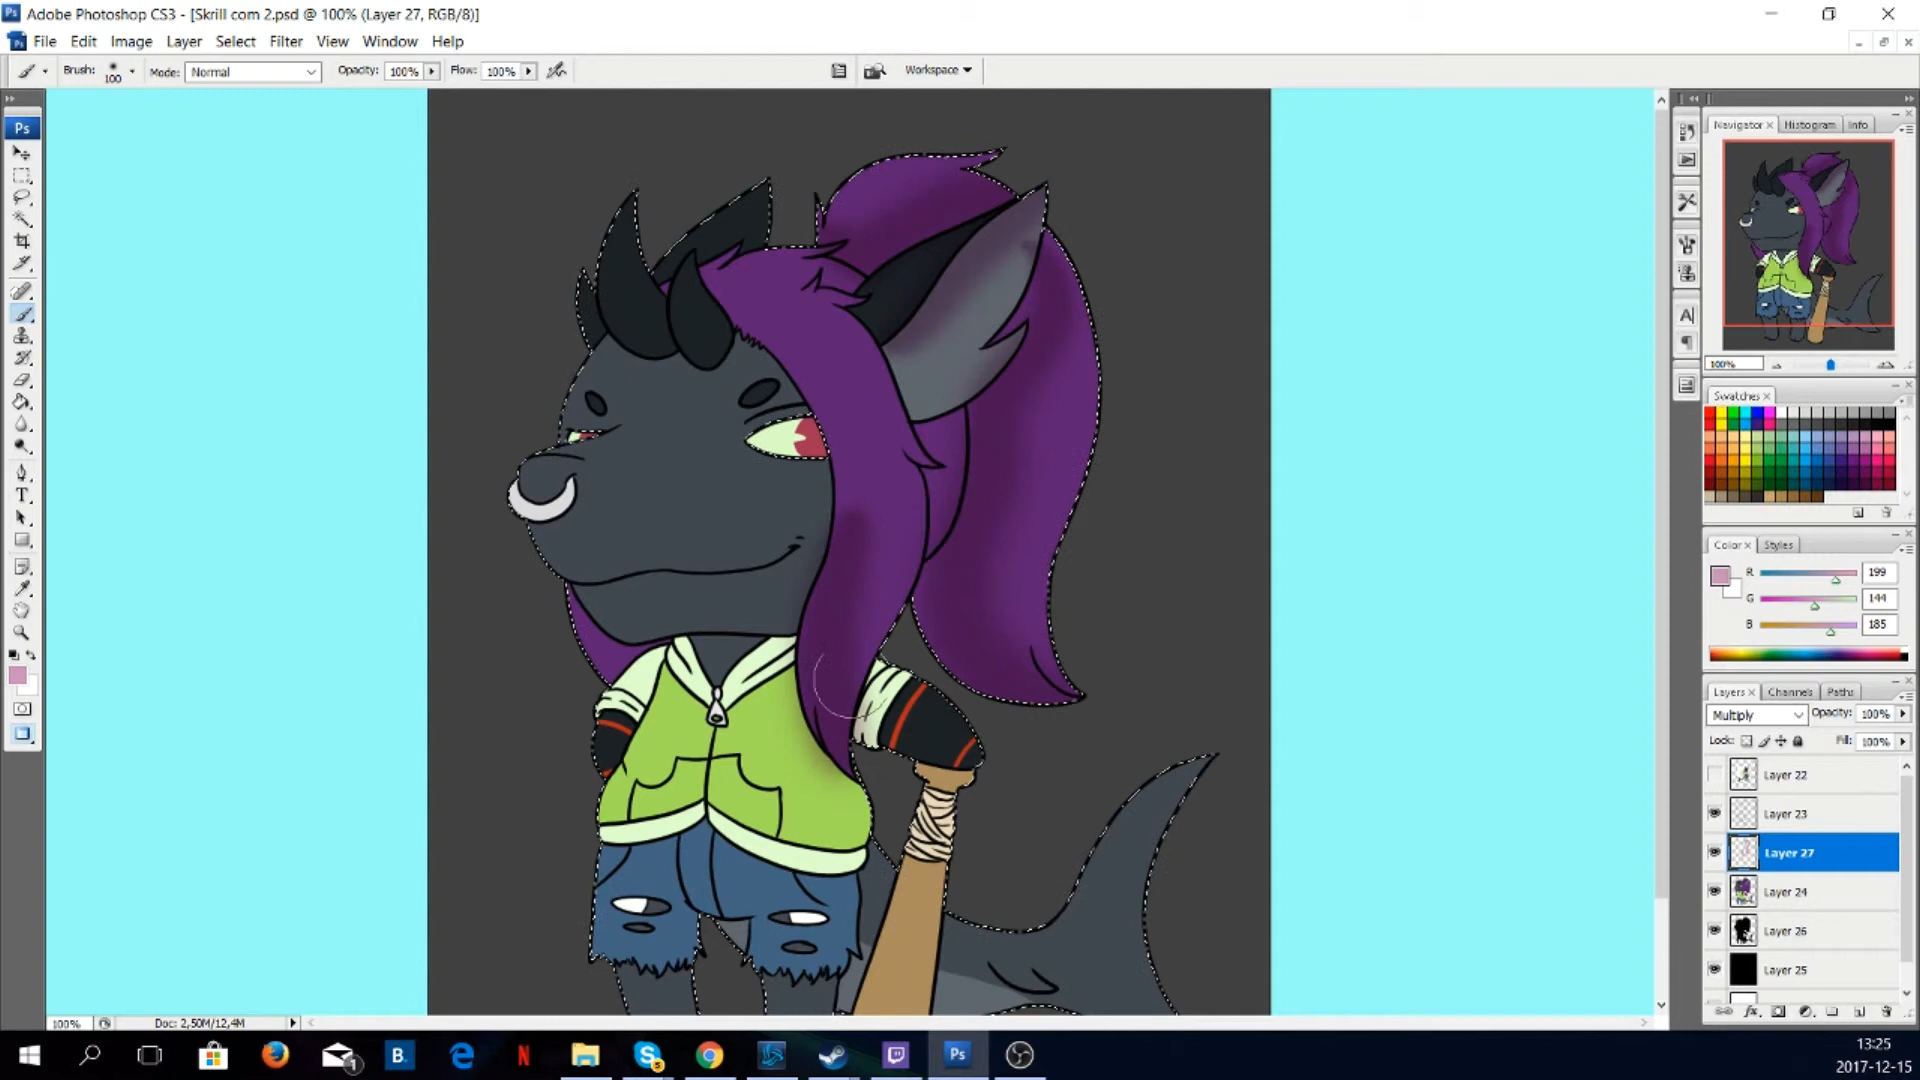 Ps Adobe Photoshop CS3 - [Skrill com 2.psd @ 100% (Layer 27, RGB/8)]
File Edit Image Layer Select Filter View Window Help
Brush: 100 Mode: Normal Opacity: 100% Flow: 100% Workspace
Ps
T
Navigator Histogram Info
100%
Swatches
Color Styles
R 199
G 144
B 185
Layers Channels Paths
Multiply Opacity: 100%
Lock: Fill: 100%
Layer 22
Layer 23
Layer 27
Layer 24
Layer 26
Layer 25
100% Doc: 2,50M/12,4M
13:25
2017-12-15